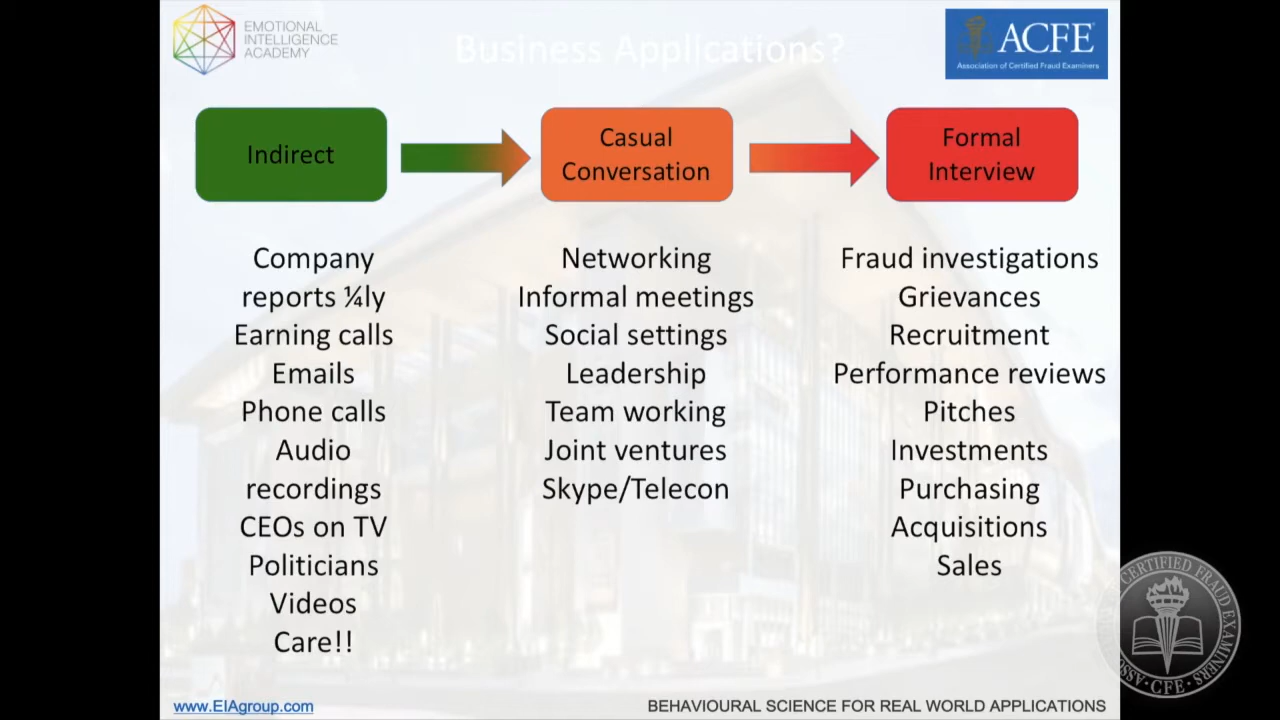 EMOTIONAL
INTELLIGENCE
ACADEMY
Business Applications?
ACFE
Association of Certified Fraud Examiners
Indirect
Casual
Conversation
Formal
Interview
Company
reports ¼ly
Earning calls
Emails
Phone calls
Audio
recordings
CEOs on TV
Politicians
Videos
Care!!
Networking
Informal meetings
Social settings
Leadership
Team working
Joint ventures
Skype/Telecon
Fraud investigations
Grievances
Recruitment
Performance reviews
Pitches
Investments
Purchasing
Acquisitions
Sales
www.EIAgroup.com
BEHAVIOURAL SCIENCE FOR REAL WORLD APPLICATIONS
CERTIFIED FRAUD EXAMINERS
CFE